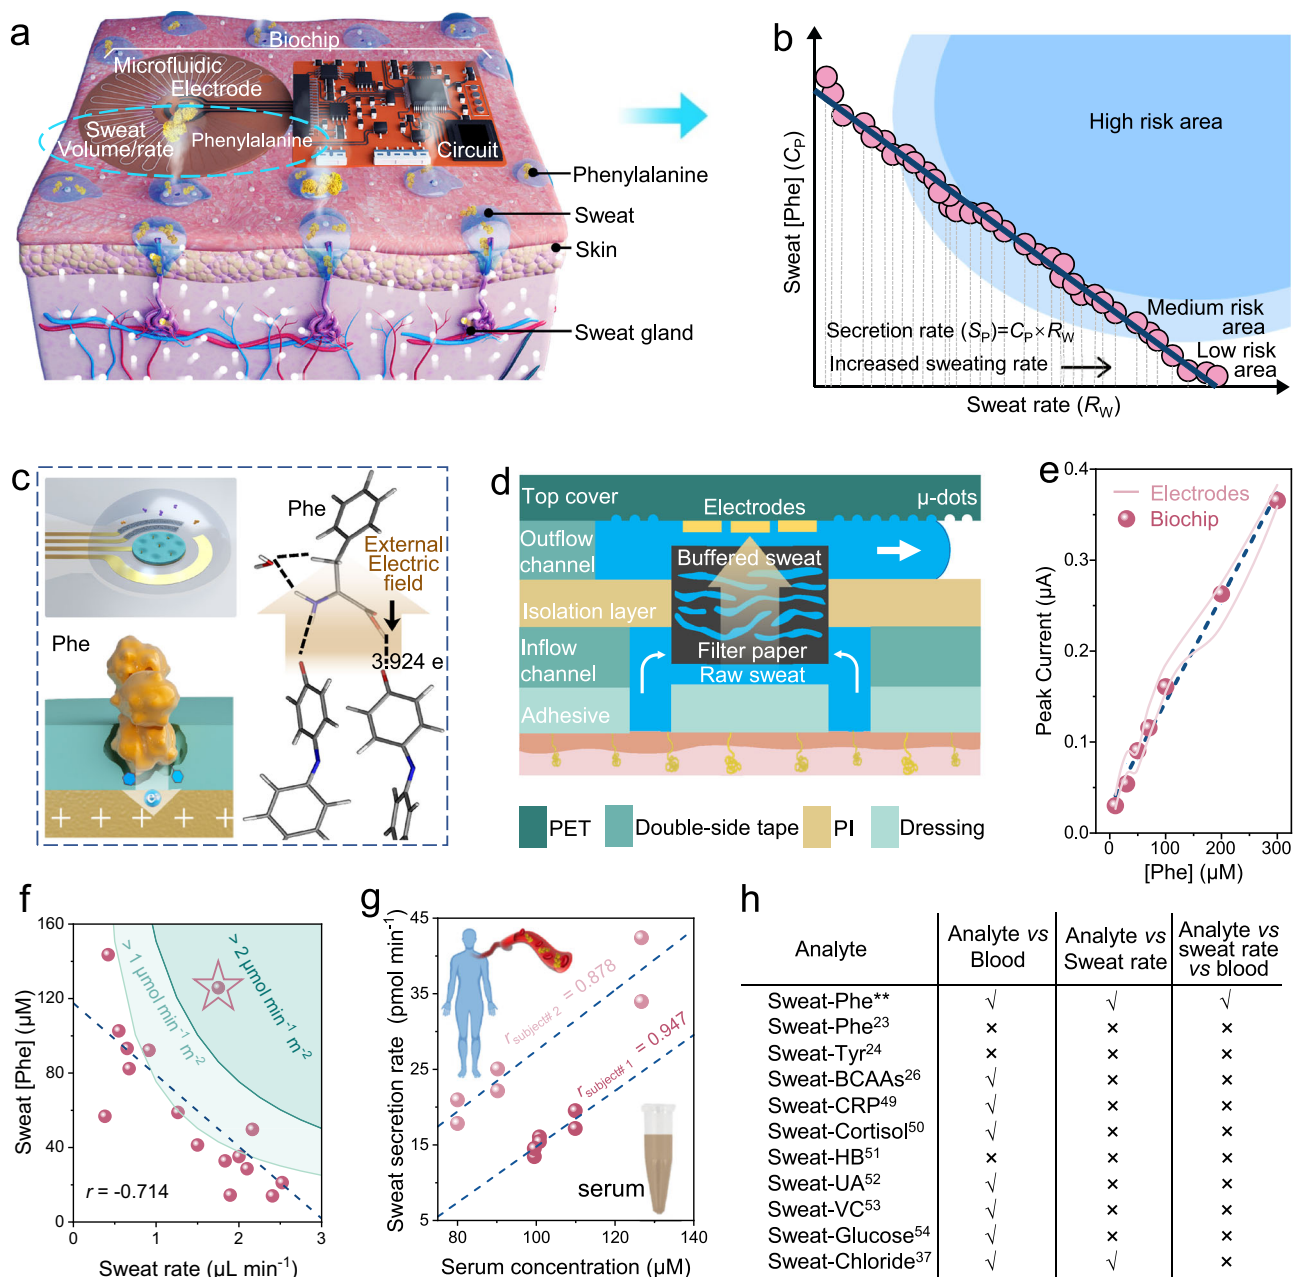 a
Biochip
Microfluidic
Electrode
Sweat
Volume/rate
Phenylalanine
Circuit
Phenylalanine
Sweat
Skin
Sweat gland
b
Sweat [Phe] (C_P)
High risk area
Medium risk
area
Low risk
area
Secretion rate (S_P)=C_P×R_W
Increased sweating rate
Sweat rate (R_W)
c
Phe
External
Electric
field
3.924 e
Phe
e
+ + + + +
d
Top cover
Electrodes
μ-dots
Outflow
channel
Buffered sweat
Isolation layer
Inflow
channel
Filter paper
Raw sweat
Adhesive
PET
Double-side tape
PI
Dressing
e
Peak Current (μA)
0.4
0.3
0.2
0.1
0.0
Electrodes
Biochip
0 100 200 300
[Phe] (μM)
f
Sweat [Phe] (μM)
160
120
80
40
0
> 1 μmol min⁻¹ m⁻²
> 2 μmol min⁻¹ m⁻²
r = -0.714
0 1 2 3
Sweat rate (μL min⁻¹)
g
Sweat secretion rate (pmol min⁻¹)
45
35
25
15
5
r_subject# 2 = 0.878
r_subject# 1 = 0.947
serum
80 100 120 140
Serum concentration (μM)
h
Analyte
Analyte vs
Blood
Analyte vs
Sweat rate
Analyte vs
sweat rate
vs blood
Sweat-Phe** √ √ √
Sweat-Phe²³ × × ×
Sweat-Tyr²⁴ × × ×
Sweat-BCAAs²⁶ √ × ×
Sweat-CRP⁴⁹ √ × ×
Sweat-Cortisol⁵⁰ √ × ×
Sweat-HB⁵¹ × × ×
Sweat-UA⁵² √ × ×
Sweat-VC⁵³ √ × ×
Sweat-Glucose⁵⁴ √ × ×
Sweat-Chloride³⁷ √ √ ×